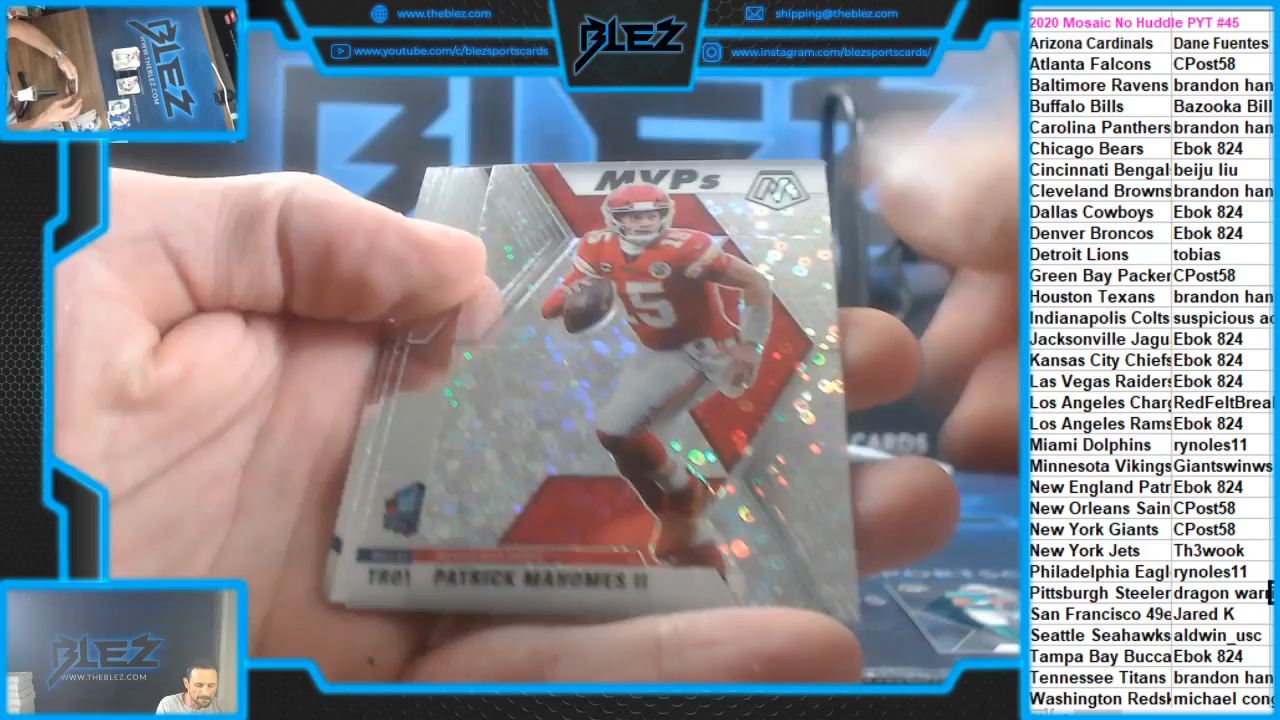 www.theblez.com
shipping@theblez.com
www.youtube.com/c/blezsportscards
www.instagram.com/blezsportscards/
BLEZ
BLEZ
WWW.THEBLEZ.COM
MVPs
15
15
PATRICK MAHOMES II
CARDS
BLEZ
WWW.THEBLEZ.COM
2020 Mosaic No Huddle PYT #45
Arizona Cardinals Dane Fuentes
Atlanta Falcons CPost58
Baltimore Ravens brandon han
Buffalo Bills Bazooka Bill
Carolina Panthers brandon han
Chicago Bears Ebok 824
Cincinnati Bengal beiju liu
Cleveland Browns brandon han
Dallas Cowboys Ebok 824
Denver Broncos Ebok 824
Detroit Lions tobias
Green Bay Packer CPost58
Houston Texans brandon han
Indianapolis Colts suspicious ac
Jacksonville Jagu Ebok 824
Kansas City Chiefs Ebok 824
Las Vegas Raiders Ebok 824
Los Angeles Charg RedFeltBreal
Los Angeles Rams Ebok 824
Miami Dolphins rynoles11
Minnesota Vikings Giantswinws
New England Patr Ebok 824
New Orleans Sain CPost58
New York Giants CPost58
New York Jets Th3wook
Philadelphia Eagl rynoles11
Pittsburgh Steeler dragon warr
San Francisco 49e Jared K
Seattle Seahawks aldwin_usc
Tampa Bay Bucca Ebok 824
Tennessee Titans brandon han
Washington Redsk michael cong